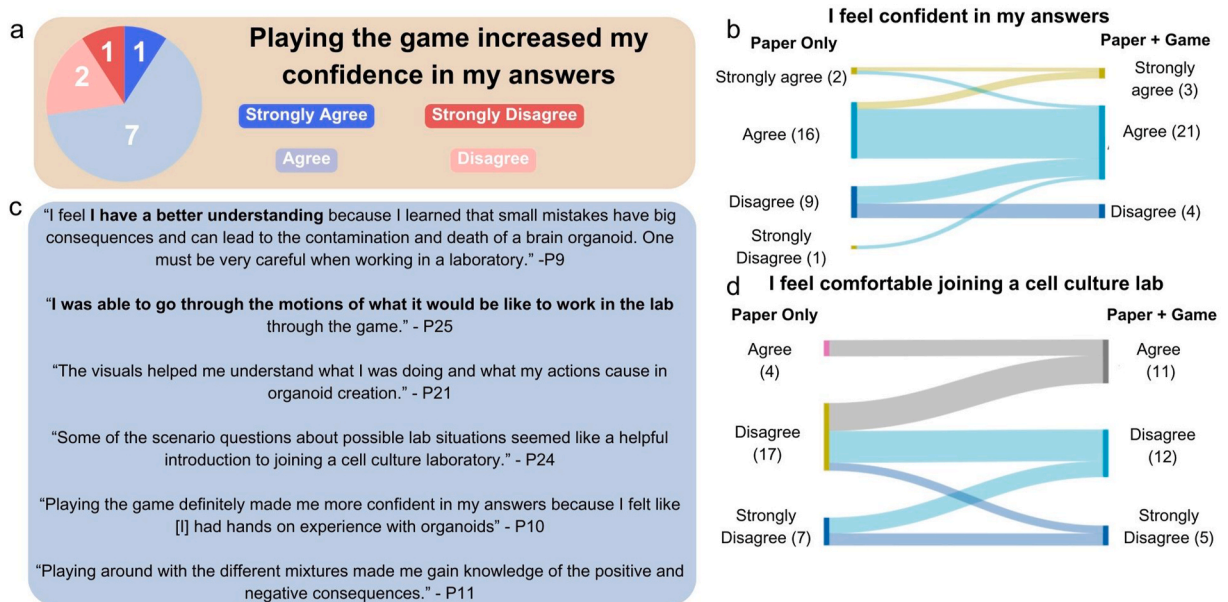 a
1
1
2
7
Playing the game increased my
confidence in my answers
Strongly Agree
Strongly Disagree
Agree
Disagree
b
I feel confident in my answers
Paper Only
Paper + Game
Strongly agree (2)
Agree (16)
Disagree (9)
Strongly
Disagree (1)
Strongly
agree (3)
Agree (21)
Disagree (4)
c
“I feel I have a better understanding because I learned that small mistakes have big
consequences and can lead to the contamination and death of a brain organoid. One
must be very careful when working in a laboratory.” -P9
“I was able to go through the motions of what it would be like to work in the lab
through the game.” - P25
“The visuals helped me understand what I was doing and what my actions cause in
organoid creation.” - P21
“Some of the scenario questions about possible lab situations seemed like a helpful
introduction to joining a cell culture laboratory.” - P24
“Playing the game definitely made me more confident in my answers because I felt like
[I] had hands on experience with organoids” - P10
“Playing around with the different mixtures made me gain knowledge of the positive and
negative consequences.” - P11
d
I feel comfortable joining a cell culture lab
Paper Only
Paper + Game
Agree
(4)
Disagree
(17)
Strongly
Disagree (7)
Agree
(11)
Disagree
(12)
Strongly
Disagree (5)